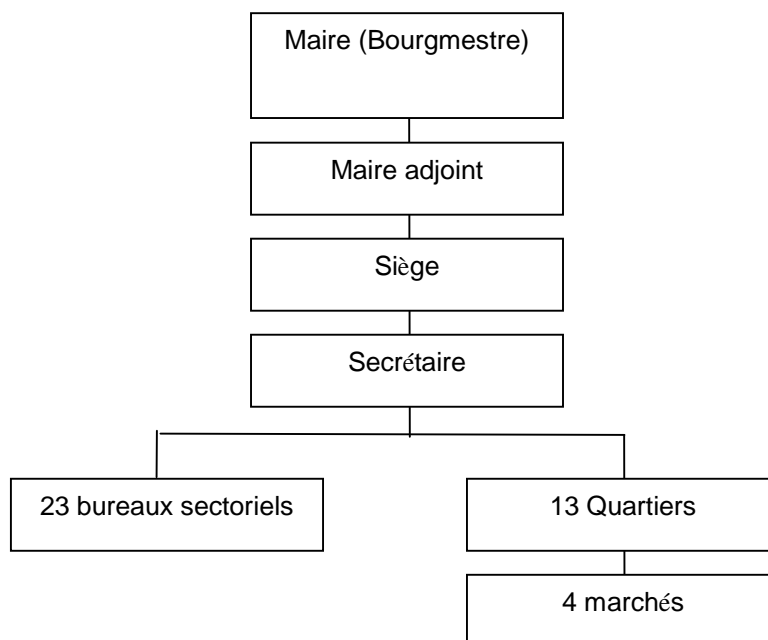 Maire (Bourgmestre)
Maire adjoint
Siège
Secrétaire
23 bureaux sectoriels
13 Quartiers
4 marchés